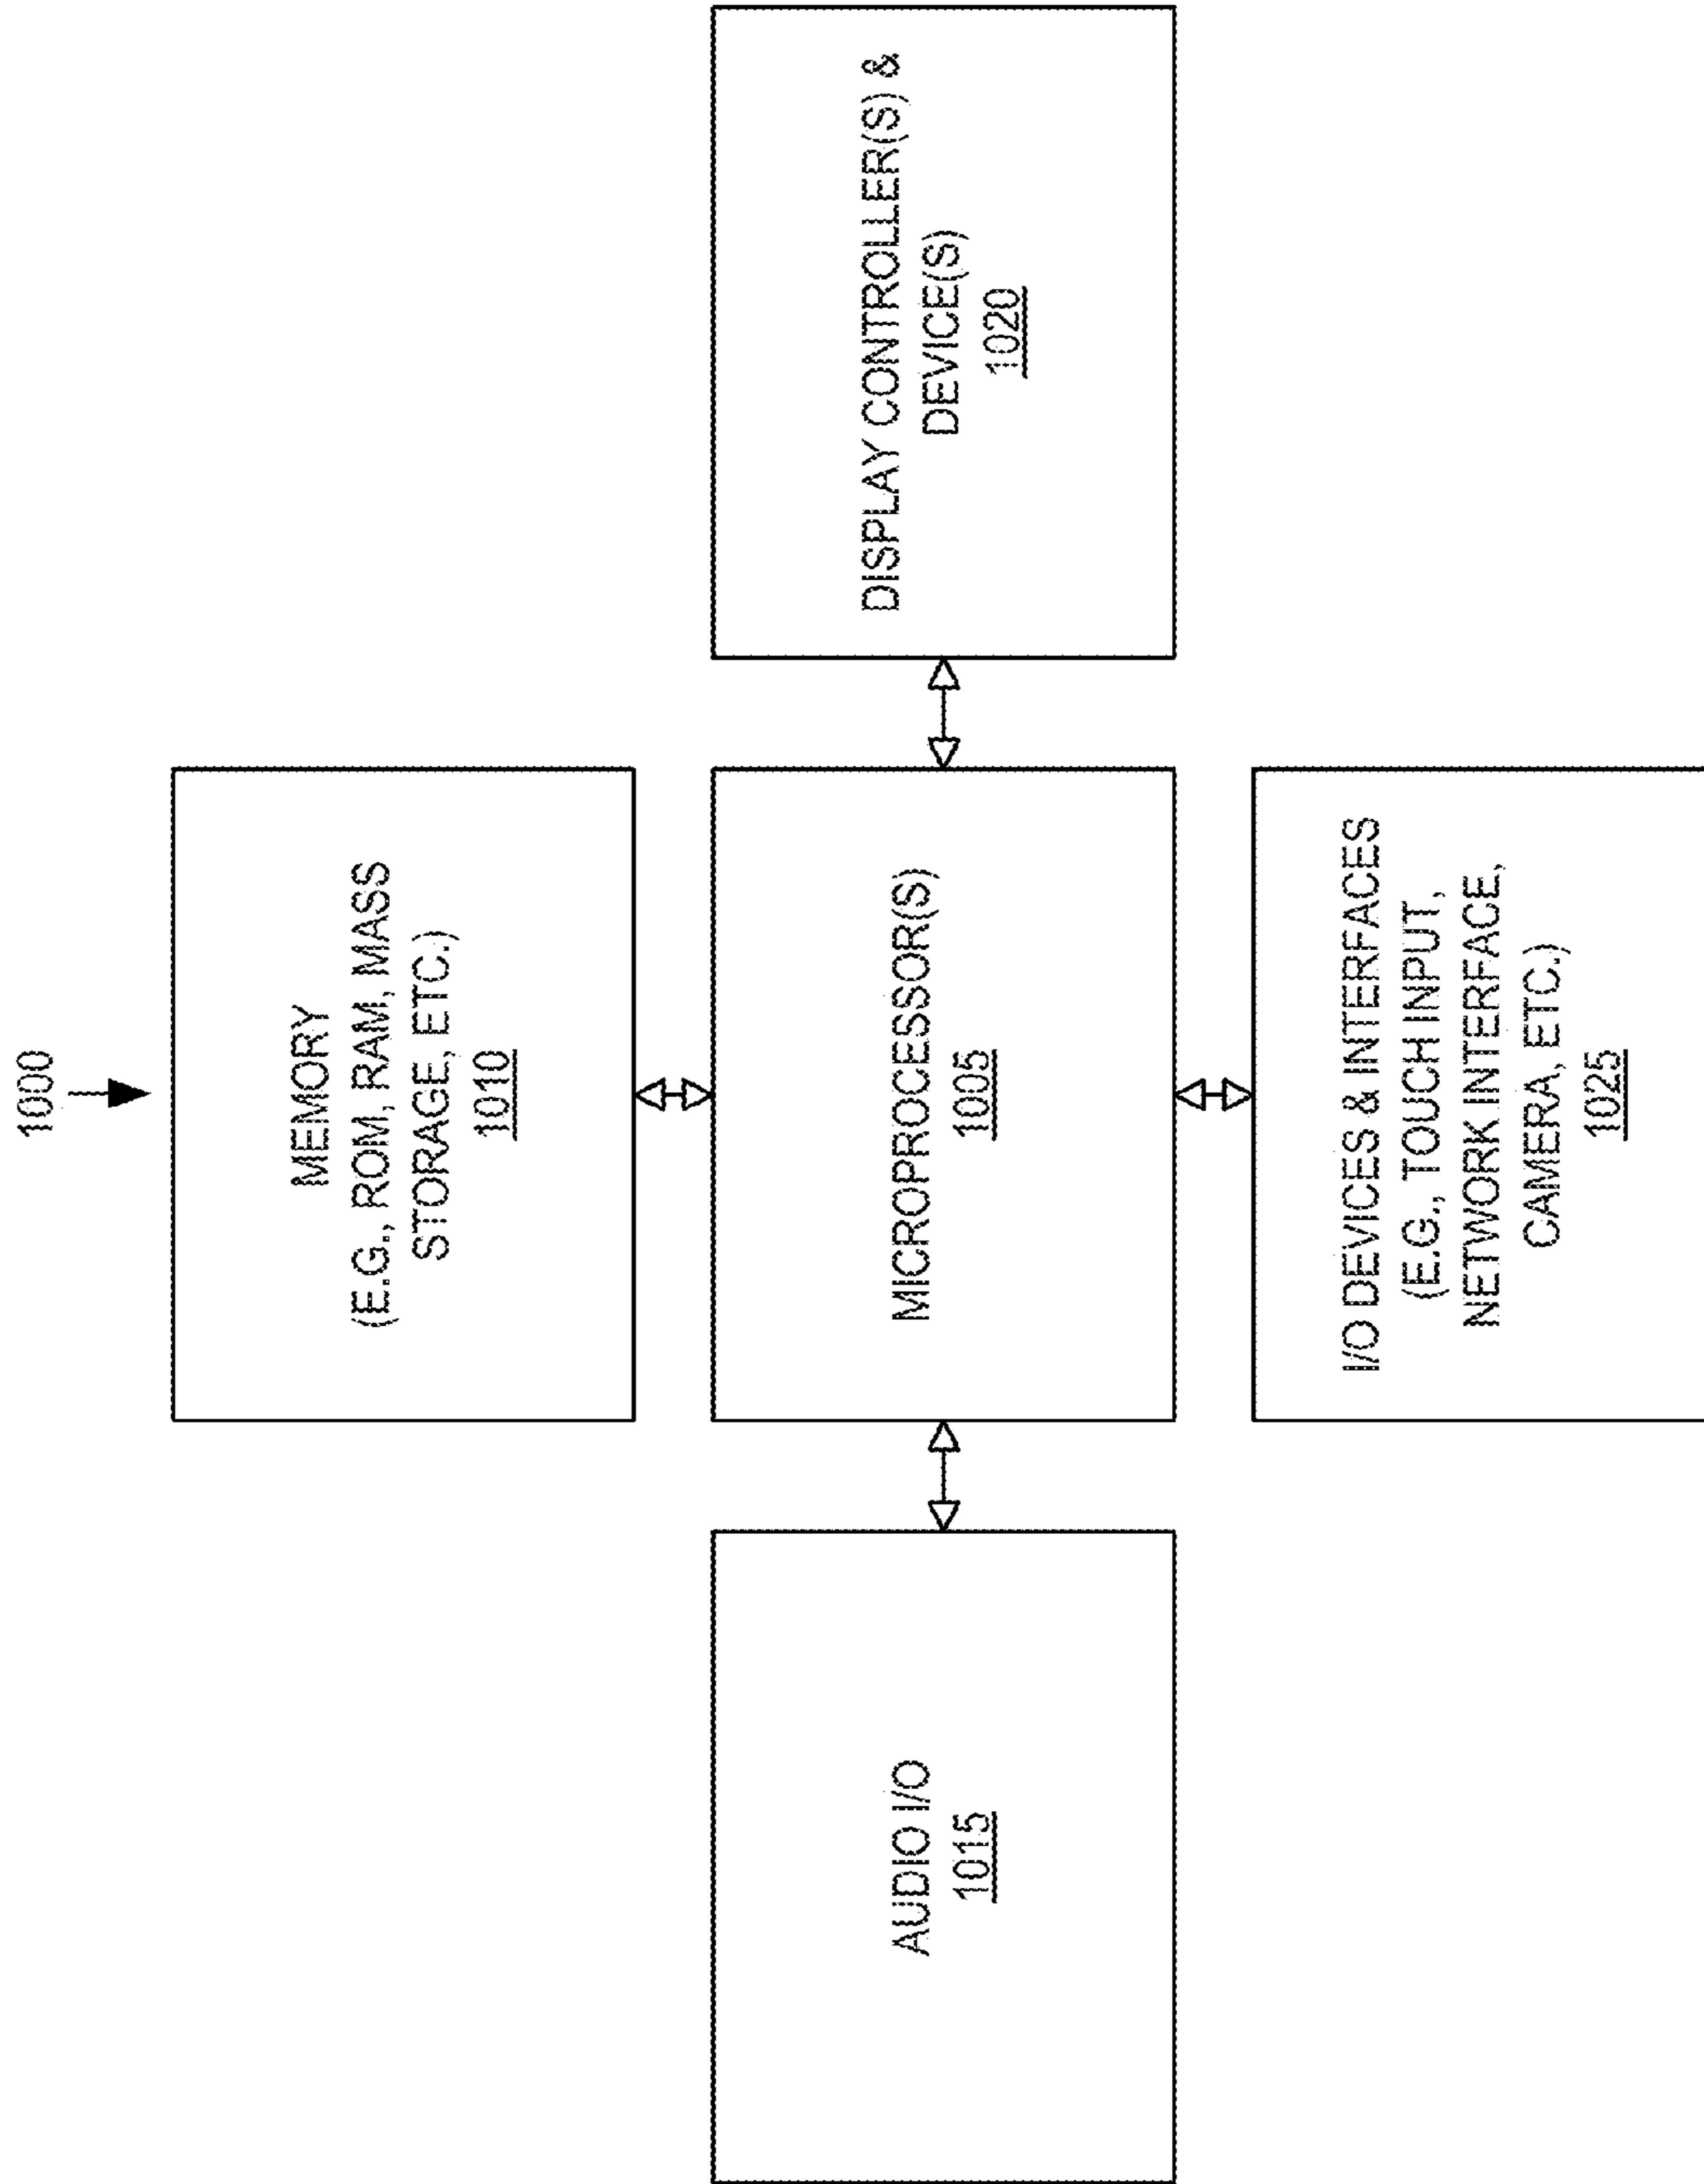 1000
MEMORY
(E.G., ROM, RAM, MASS
STORAGE, ETC.)
1010
AUDIO I/O
1015
MICROPROCESSOR(S)
1005
DISPLAY CONTROLLER(S) &
DEVICE(S)
1020
I/O DEVICES & INTERFACES
(E.G., TOUCH INPUT,
NETWORK INTERFACE,
CAMERA, ETC.)
1025